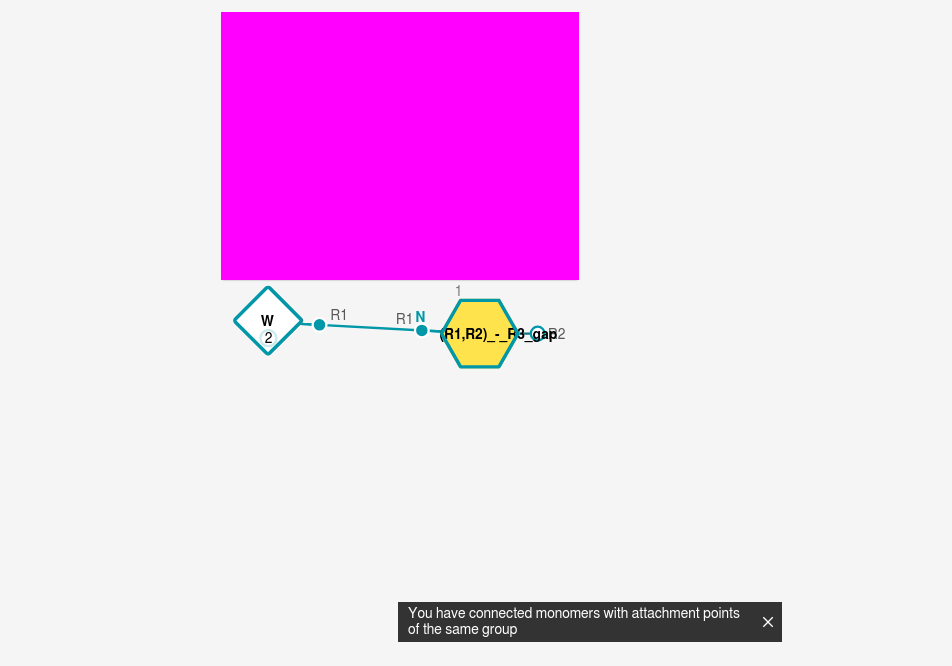 1
R1
R1
N
W
(R1,R2)_-_R3_gap
R2
2
You have connected monomers with attachment points
of the same group